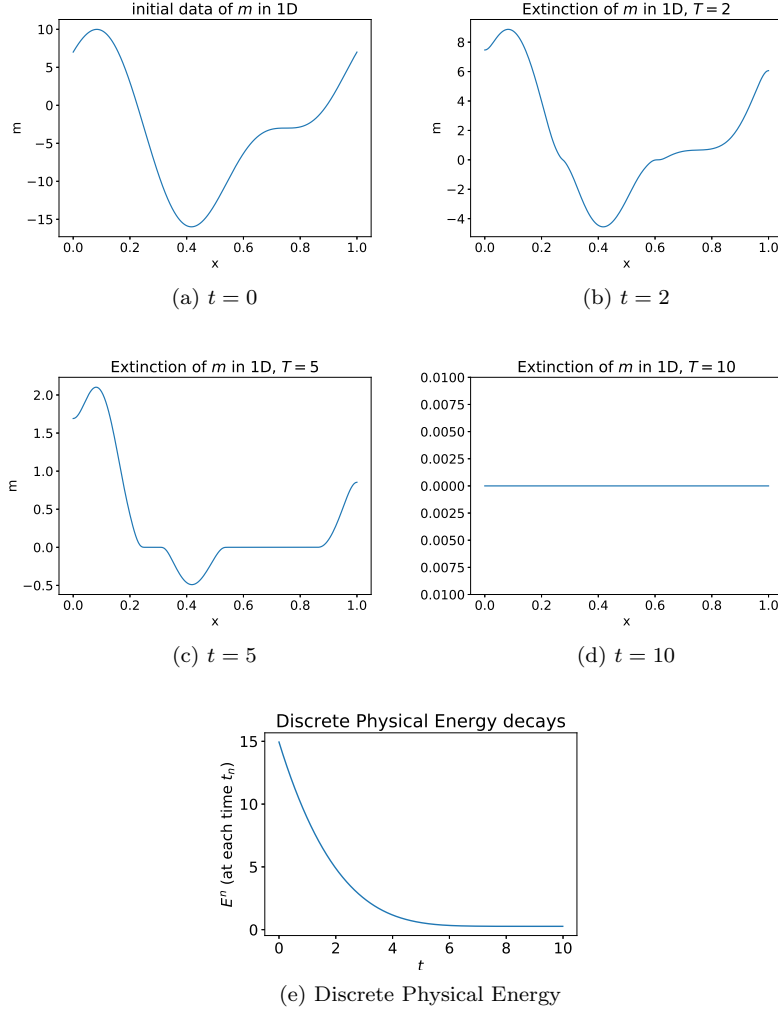 initial data of m in 1D
10
5
0
−5
−10
−15
m
0.0 0.2 0.4 0.6 0.8 1.0
x
(a) t = 0
Extinction of m in 1D, T = 2
8
6
4
2
0
−2
−4
m
0.0 0.2 0.4 0.6 0.8 1.0
x
(b) t = 2
Extinction of m in 1D, T = 5
2.0
1.5
1.0
0.5
0.0
−0.5
m
0.0 0.2 0.4 0.6 0.8 1.0
x
(c) t = 5
Extinction of m in 1D, T = 10
0.0100
0.0075
0.0050
0.0025
0.0000
0.0025
0.0050
0.0075
0.0100
0.0 0.2 0.4 0.6 0.8 1.0
x
(d) t = 10
Discrete Physical Energy decays
15
10
5
0
Eⁿ (at each time tₙ)
0 2 4 6 8 10
t
(e) Discrete Physical Energy